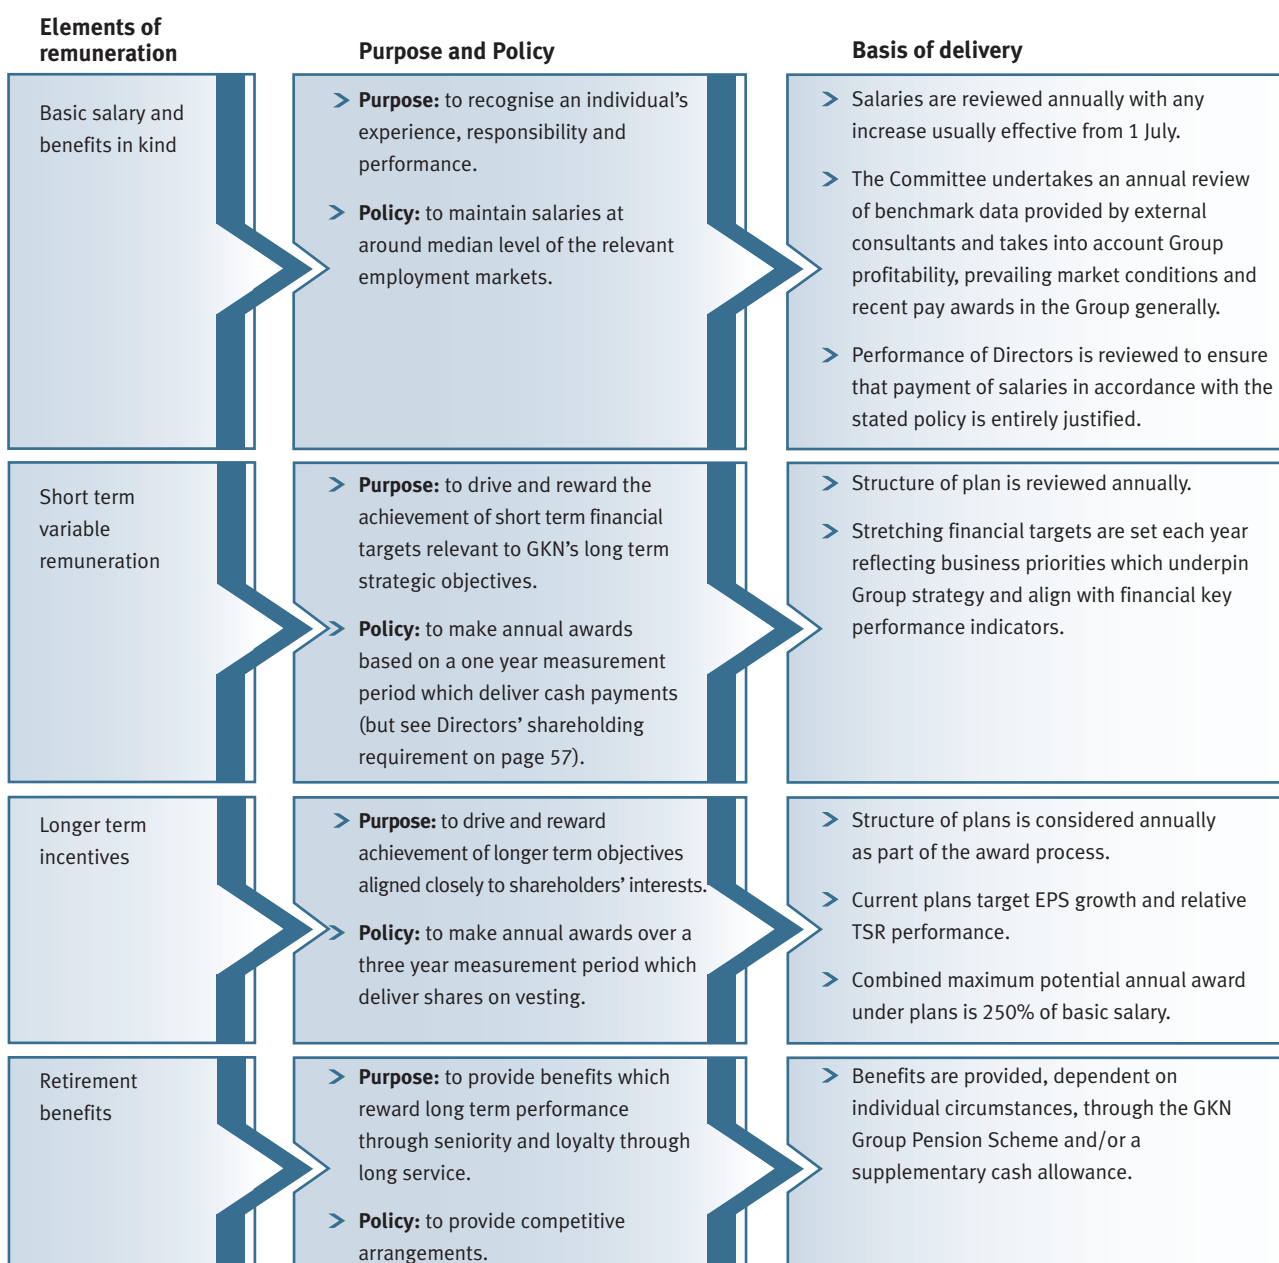 Elements of
remuneration
Purpose and Policy
Basis of delivery
Basic salary and
benefits in kind
Purpose: to recognise an individual’s
experience, responsibility and
performance.
Policy: to maintain salaries at
around median level of the relevant
employment markets.
Salaries are reviewed annually with any
increase usually effective from 1 July.
The Committee undertakes an annual review
of benchmark data provided by external
consultants and takes into account Group
profitability, prevailing market conditions and
recent pay awards in the Group generally.
Performance of Directors is reviewed to ensure
that payment of salaries in accordance with the
stated policy is entirely justified.
Short term
variable
remuneration
Purpose: to drive and reward the
achievement of short term financial
targets relevant to GKN’s long term
strategic objectives.
Policy: to make annual awards
based on a one year measurement
period which deliver cash payments
(but see Directors’ shareholding
requirement on page 57).
Structure of plan is reviewed annually.
Stretching financial targets are set each year
reflecting business priorities which underpin
Group strategy and align with financial key
performance indicators.
Longer term
incentives
Purpose: to drive and reward
achievement of longer term objectives
aligned closely to shareholders’ interests.
Policy: to make annual awards over a
three year measurement period which
deliver shares on vesting.
Structure of plans is considered annually
as part of the award process.
Current plans target EPS growth and relative
TSR performance.
Combined maximum potential annual award
under plans is 250% of basic salary.
Retirement
benefits
Purpose: to provide benefits which
reward long term performance
through seniority and loyalty through
long service.
Policy: to provide competitive
arrangements.
Benefits are provided, dependent on
individual circumstances, through the GKN
Group Pension Scheme and/or a
supplementary cash allowance.